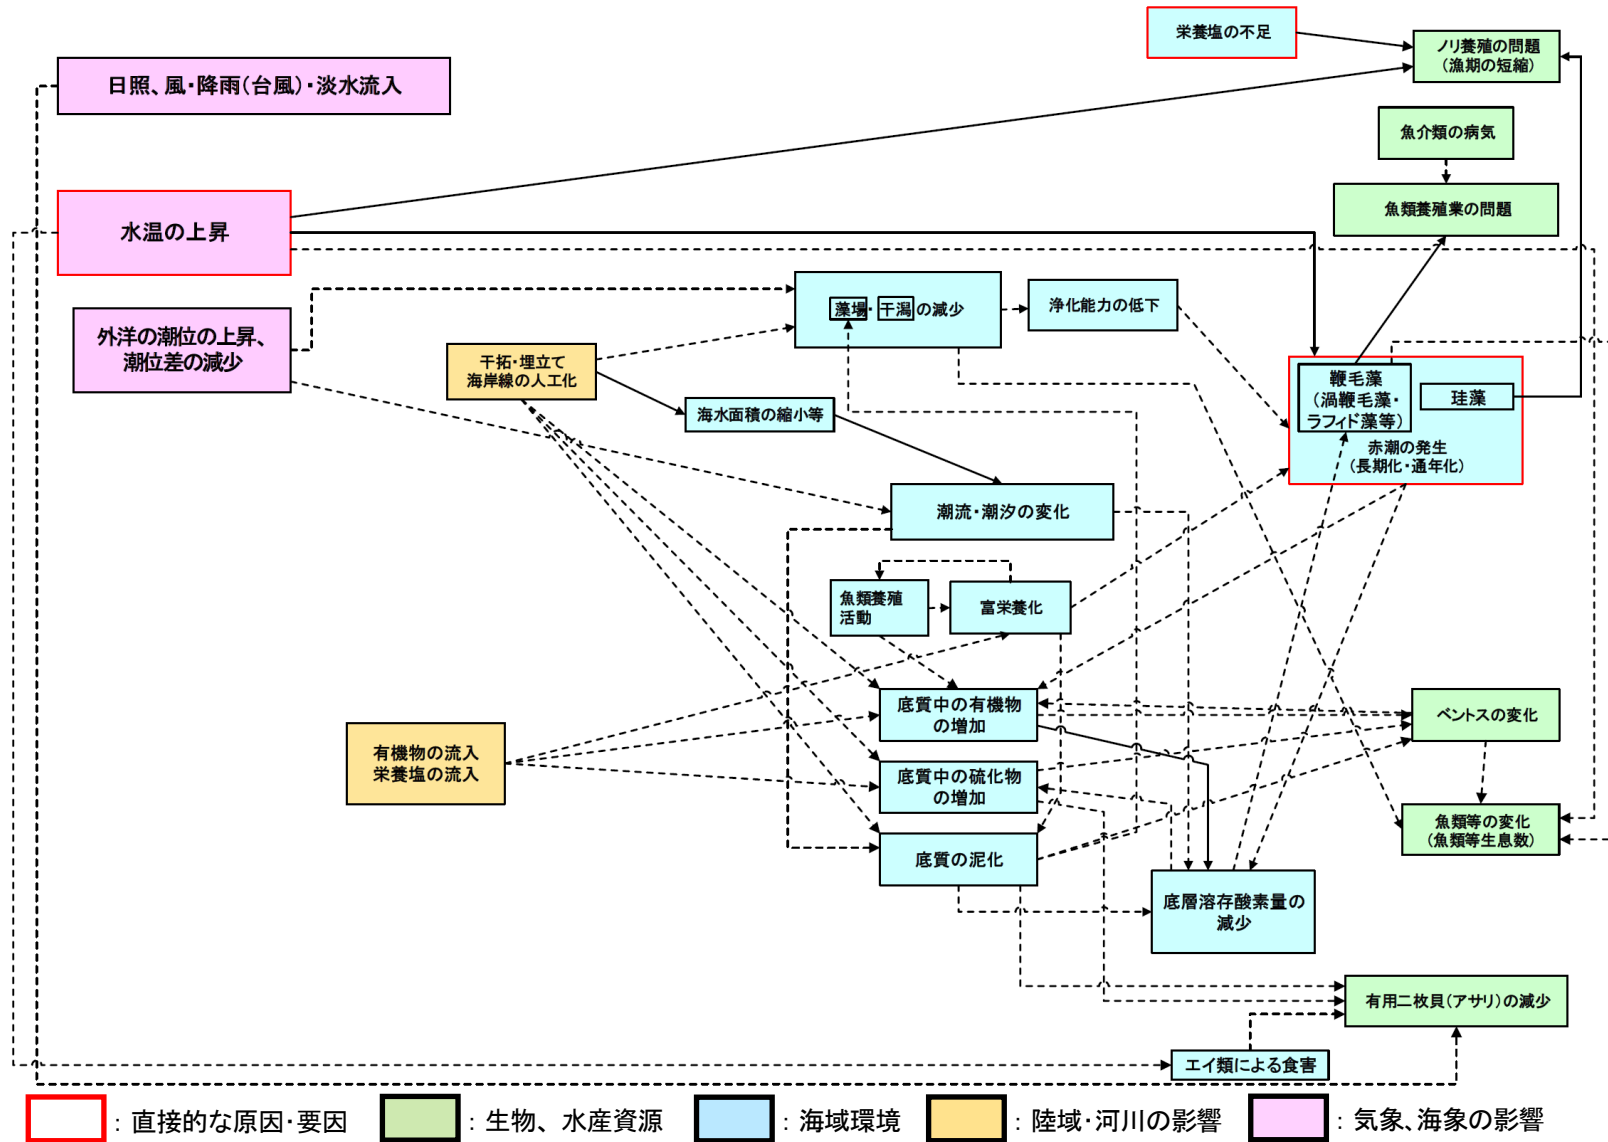 栄養塩の不足
ノリ養殖の問題
(漁期の短縮)
日照、風・降雨(台風)・淡水流入
魚介類の病気
魚類養殖業の問題
水温の上昇
藻場・干潟の減少
浄化能力の低下
外洋の潮位の上昇、
潮位差の減少
干拓・埋立て
海岸線の人工化
海水面積の縮小等
鞭毛藻
(渦鞭毛藻・
ラフィド藻等)
珪藻
赤潮の発生
(長期化・通年化)
潮流・潮汐の変化
魚類養殖
活動
富栄養化
底質中の有機物
の増加
ベントスの変化
有機物の流入
栄養塩の流入
底質中の硫化物
の増加
魚類等の変化
(魚類等生息数)
底質の泥化
底層溶存酸素量の
減少
有用二枚貝(アサリ)の減少
エイ類による食害
：直接的な原因・要因
：生物、水産資源
：海域環境
：陸域・河川の影響
：気象、海象の影響